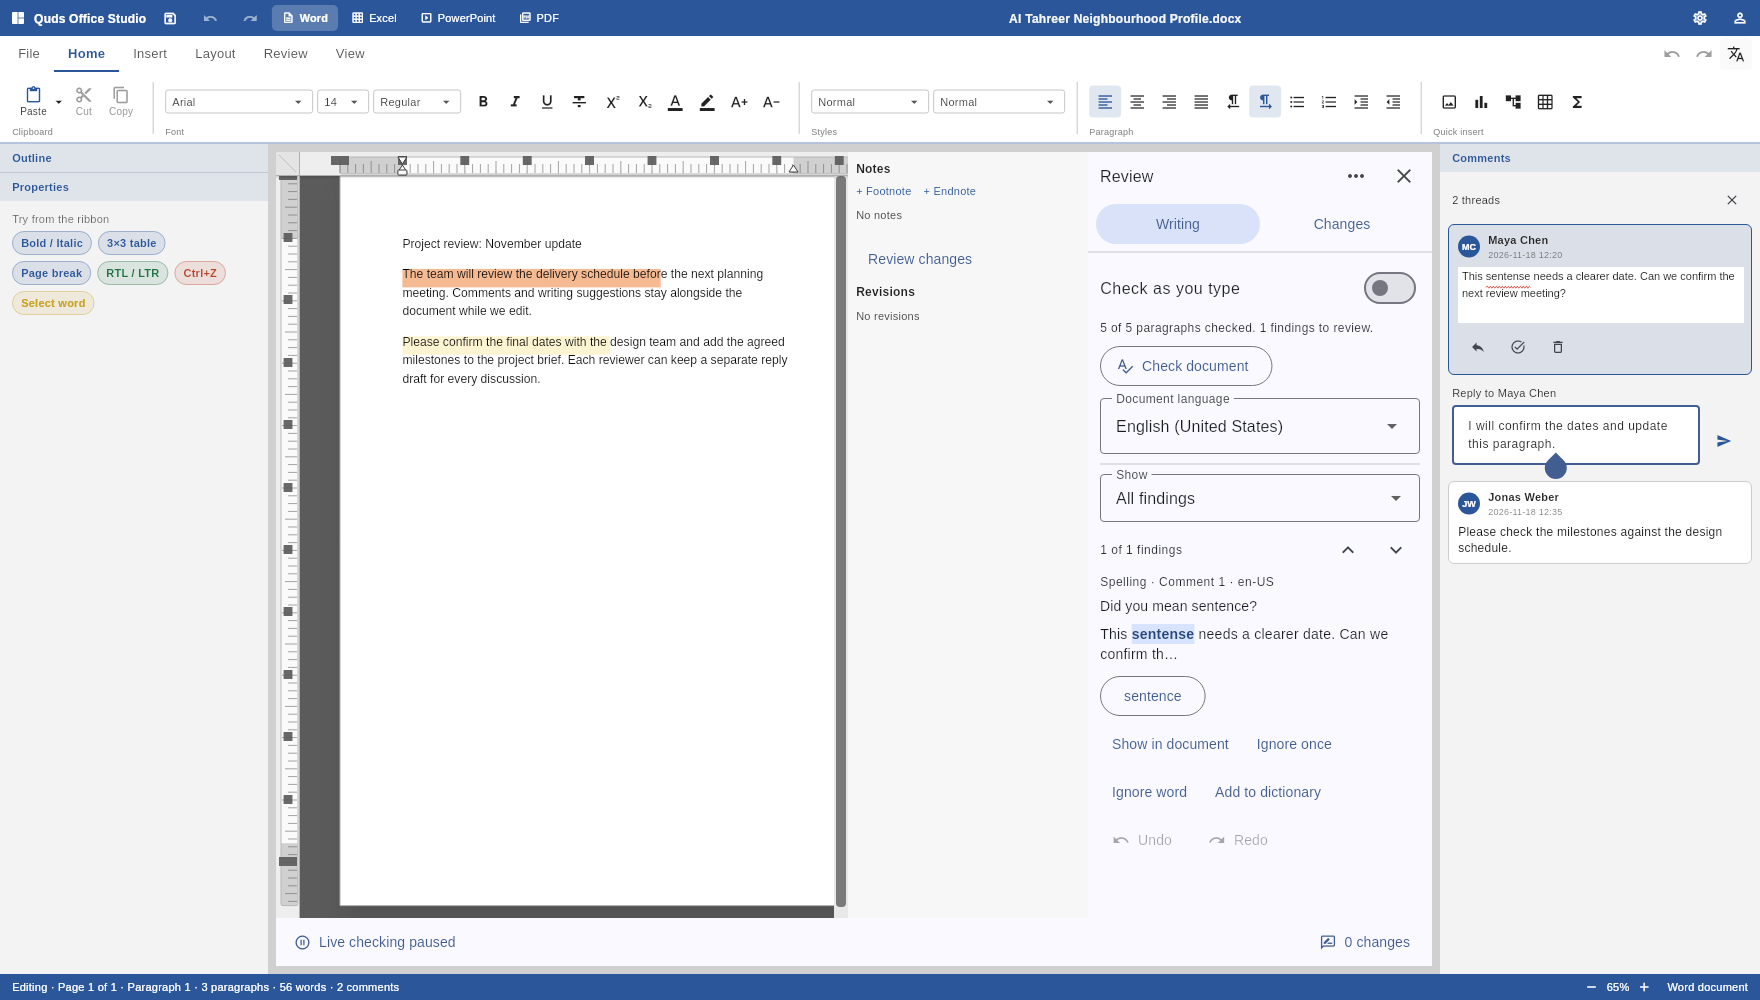 Quds Office Studio
Word
Excel
PowerPoint
PDF
AI Tahreer Neighbourhood Profile.docx
File
Home
Insert
Layout
Review
View
Paste
Cut
Copy
Clipboard
Arial
14
Regular
B
I
U
X²
X₂
A
A+
A−
Font
Normal
Normal
Styles
Paragraph
Σ
Quick insert
Outline
Properties
Try from the ribbon
Bold / Italic
3×3 table
Page break
RTL / LTR
Ctrl+Z
Select word
Project review: November update
The team will review the delivery schedule before the next planning
meeting. Comments and writing suggestions stay alongside the
document while we edit.
Please confirm the final dates with the design team and add the agreed
milestones to the project brief. Each reviewer can keep a separate reply
draft for every discussion.
Notes
+ Footnote
+ Endnote
No notes
Review changes
Revisions
No revisions
Review
Writing
Changes
Check as you type
5 of 5 paragraphs checked. 1 findings to review.
Check document
Document language
English (United States)
Show
All findings
1 of 1 findings
Spelling · Comment 1 · en-US
Did you mean sentence?
This sentense needs a clearer date. Can we
confirm th…
sentence
Show in document
Ignore once
Ignore word
Add to dictionary
Undo
Redo
Live checking paused
0 changes
Comments
2 threads
MC
Maya Chen
2026-11-18 12:20
This sentense needs a clearer date. Can we confirm the
next review meeting?
Reply to Maya Chen
I will confirm the dates and update
this paragraph.
JW
Jonas Weber
2026-11-18 12:35
Please check the milestones against the design
schedule.
Editing · Page 1 of 1 · Paragraph 1 · 3 paragraphs · 56 words · 2 comments
65%
Word document